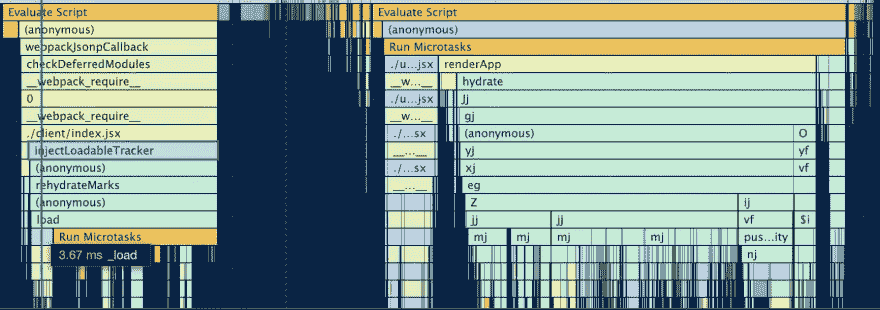 Evaluate Script
(anonymous)
webpackJsonpCallback
checkDeferredModules
__webpack_require__
0
__webpack_require__
./client/index.jsx
injectLoadableTracker
(anonymous)
rehydrateMarks
(anonymous)
load
Run Microtasks
3.67 ms _load
Evaluate Script
(anonymous)
Run Microtasks
./u...jsx renderApp
__w...__ hydrate
./u...jsx Jj
__w...__ gj
./...sx (anonymous) O
__...__ yj yf
./...sx xj vf
__...__ eg
Z ij
jj jj vf $i
mj mj mj mj pus...ity
nj